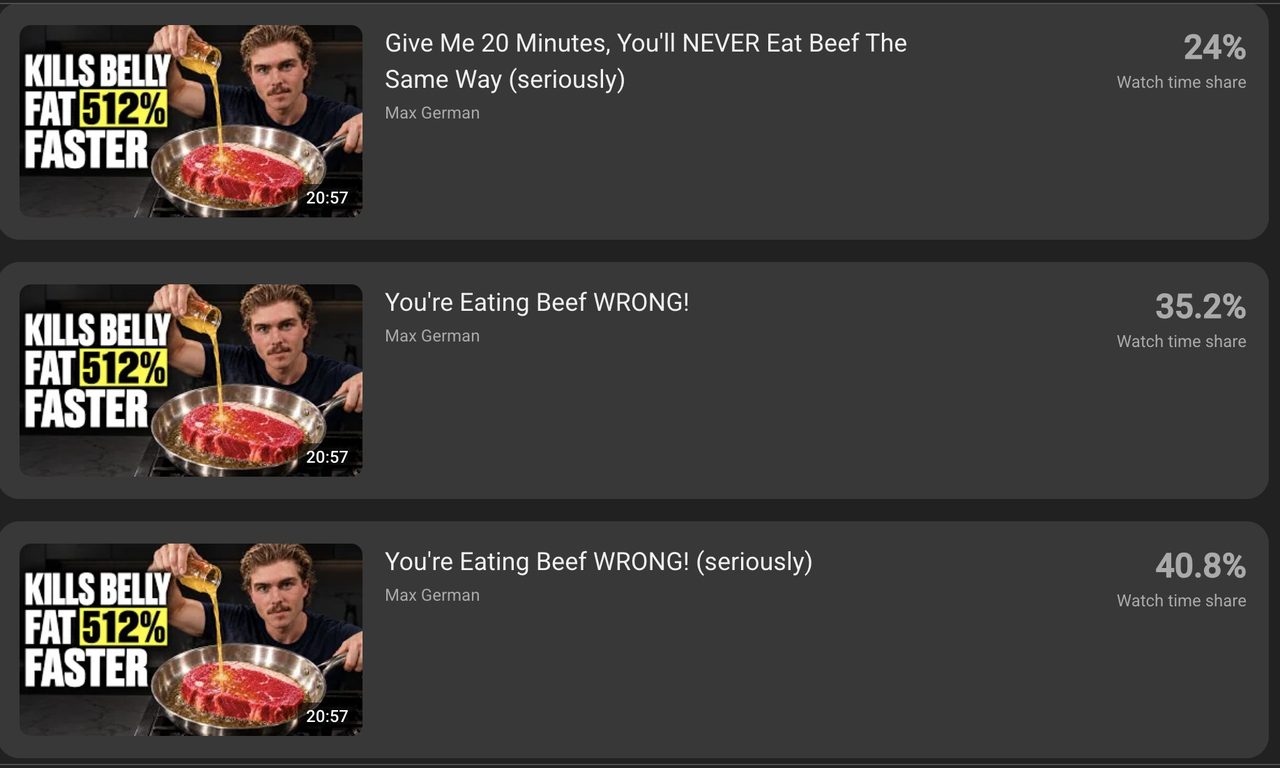 KILLS BELLY
FAT 512%
FASTER
20:57
Give Me 20 Minutes, You'll NEVER Eat Beef The
Same Way (seriously)
Max German
24%
Watch time share
KILLS BELLY
FAT 512%
FASTER
20:57
You're Eating Beef WRONG!
Max German
35.2%
Watch time share
KILLS BELLY
FAT 512%
FASTER
20:57
You're Eating Beef WRONG! (seriously)
Max German
40.8%
Watch time share